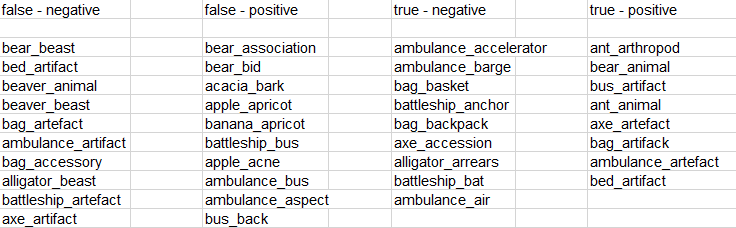 false - negative false - positive true - negative true - positive
bear_beast bear_association ambulance_accelerator ant_arthropod
bed_artifact bear_bid ambulance_barge bear_animal
beaver_animal acacia_bark bag_basket bus_artifact
beaver_beast apple_apricot battleship_anchor ant_animal
bag_artefact banana_apricot bag_backpack axe_artefact
ambulance_artifact battleship_bus axe_accession bag_artifack
bag_accessory apple_acne alligator_arrears ambulance_artefact
alligator_beast ambulance_bus battleship_bat bed_artifact
battleship_artefact ambulance_aspect ambulance_air
axe_artifact bus_back